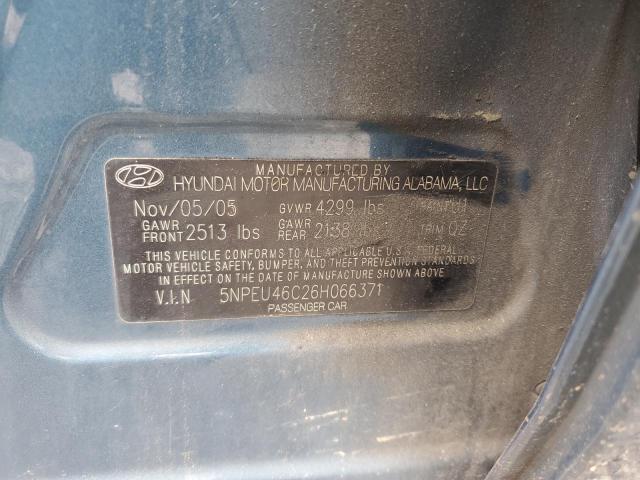 MANUFACTURED BY
HYUNDAI MOTOR MANUFACTURING ALABAMA, LLC
Nov/05/05 GVWR 4299 lbs
GAWR FRONT 2513 lbs GAWR REAR 2138 lbs TRIM QZ
THIS VEHICLE CONFORMS TO ALL APPLICABLE U.S. FEDERAL
MOTOR VEHICLE SAFETY, BUMPER, AND THEFT PREVENTION STANDARDS
IN EFFECT ON THE DATE OF MANUFACTURE SHOWN ABOVE.
V.I.N 5NPEU46C26H066371
PASSENGER CAR